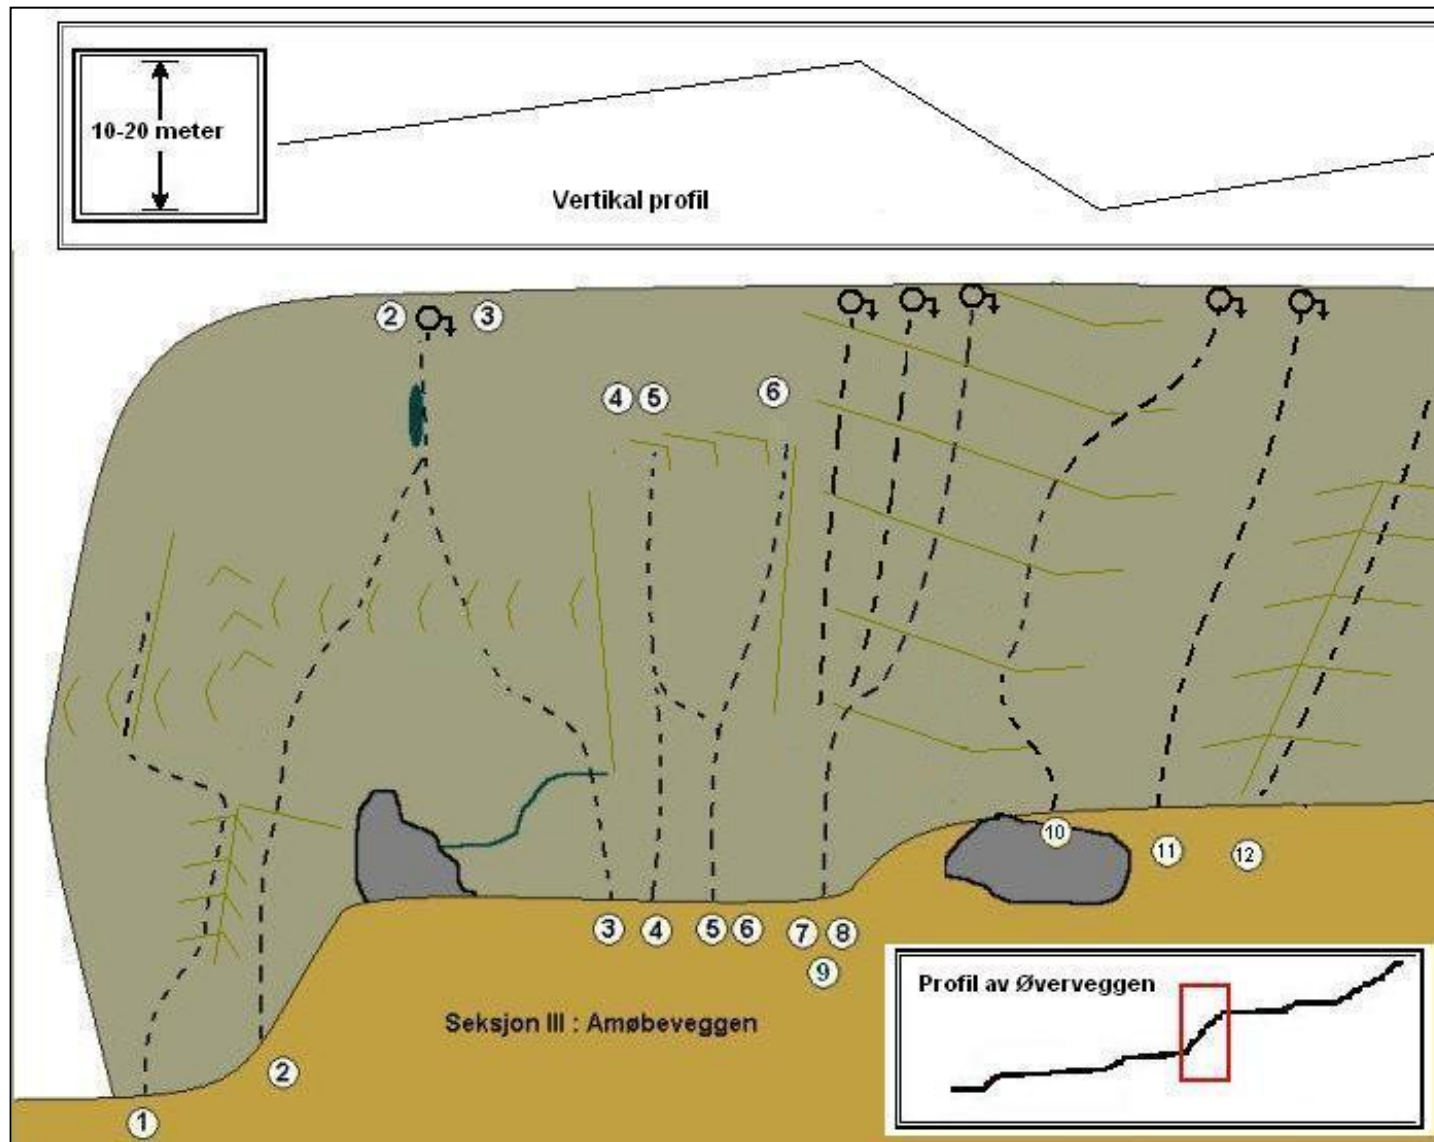 10-20 meter
Vertikal profil
2 3
4 5 6
10
11 12
3 4 5 6 7 8
9
Profil av Øverveggen
Seksjon III : Amøbeveggen
2
1